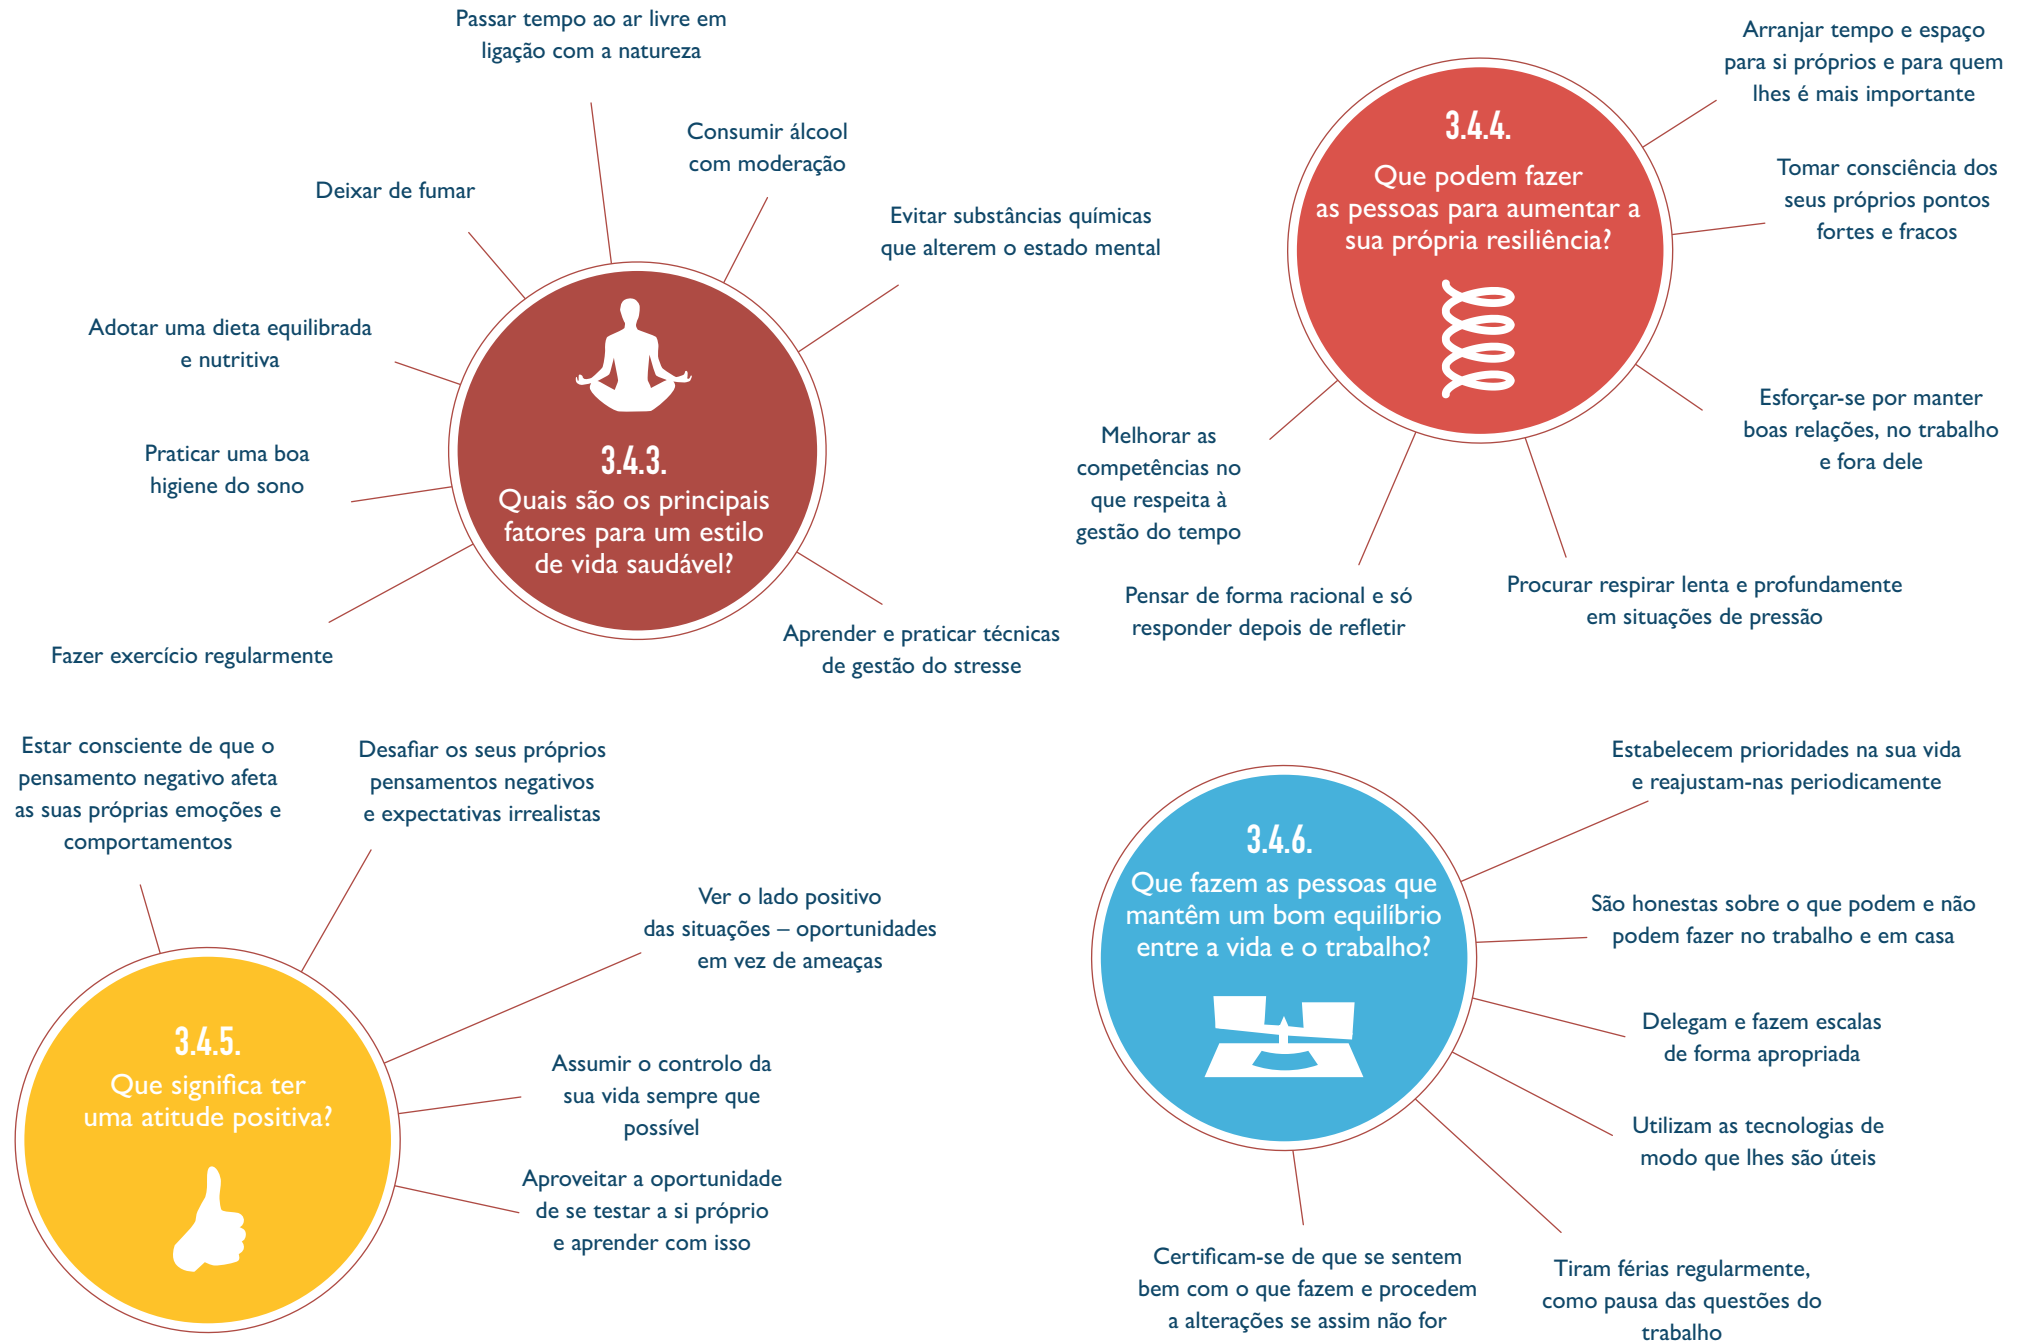 Passar tempo ao ar livre em
ligação com a natureza
Consumir álcool
com moderação
Deixar de fumar
Evitar substâncias químicas
que alterem o estado mental
Adotar uma dieta equilibrada
e nutritiva
Praticar uma boa
higiene do sono
3.4.3.
Quais são os principais
fatores para um estilo
de vida saudável?
Fazer exercício regularmente
Aprender e praticar técnicas
de gestão do stresse
3.4.4.
Que podem fazer
as pessoas para aumentar a
sua própria resiliência?
Arranjar tempo e espaço
para si próprios e para quem
lhes é mais importante
Tomar consciência dos
seus próprios pontos
fortes e fracos
Esforçar-se por manter
boas relações, no trabalho
e fora dele
Melhorar as
competências no
que respeita à
gestão do tempo
Pensar de forma racional e só
responder depois de refletir
Procurar respirar lenta e profundamente
em situações de pressão
Estar consciente de que o
pensamento negativo afeta
as suas próprias emoções e
comportamentos
Desafiar os seus próprios
pensamentos negativos
e expectativas irrealistas
Ver o lado positivo
das situações – oportunidades
em vez de ameaças
3.4.5.
Que significa ter
uma atitude positiva?
Assumir o controlo da
sua vida sempre que
possível
Aproveitar a oportunidade
de se testar a si próprio
e aprender com isso
3.4.6.
Que fazem as pessoas que
mantêm um bom equilíbrio
entre a vida e o trabalho?
Estabelecem prioridades na sua vida
e reajustam-nas periodicamente
São honestas sobre o que podem e não
podem fazer no trabalho e em casa
Delegam e fazem escalas
de forma apropriada
Utilizam as tecnologias de
modo que lhes são úteis
Certificam-se de que se sentem
bem com o que fazem e procedem
a alterações se assim não for
Tiram férias regularmente,
como pausa das questões do
trabalho